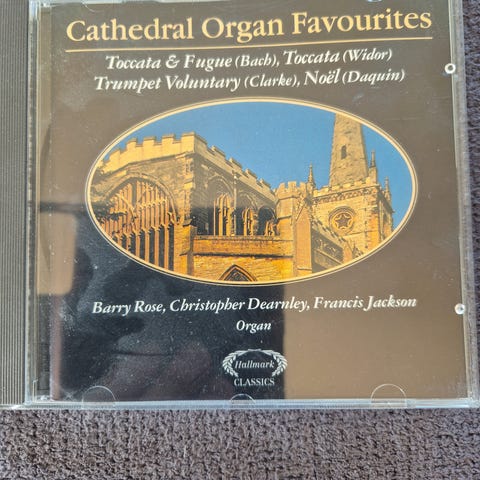 Cathedral Organ Favourites
Toccata & Fugue (Bach), Toccata (Widor)
Trumpet Voluntary (Clarke), Noël (Daquin)
Barry Rose, Christopher Dearnley, Francis Jackson
Organ
Hallmark
CLASSICS